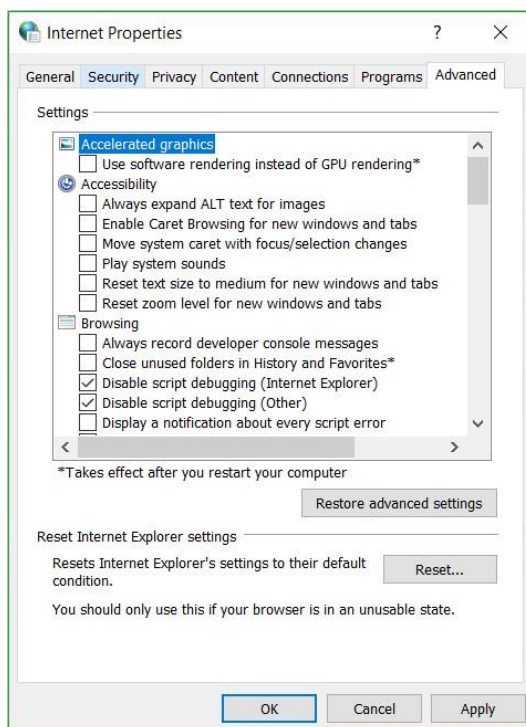 Internet Properties
?
General Security Privacy Content Connections Programs Advanced
Settings
Accelerated graphics
Use software rendering instead of GPU rendering*
Accessibility
Always expand ALT text for images
Enable Caret Browsing for new windows and tabs
Move system caret with focus/selection changes
Play system sounds
Reset text size to medium for new windows and tabs
Reset zoom level for new windows and tabs
Browsing
Always record developer console messages
Close unused folders in History and Favorites*
Disable script debugging (Internet Explorer)
Disable script debugging (Other)
Display a notification about every script error
*Takes effect after you restart your computer
Restore advanced settings
Reset Internet Explorer settings
Resets Internet Explorer's settings to their default
condition.
Reset...
You should only use this if your browser is in an unusable state.
OK Cancel Apply